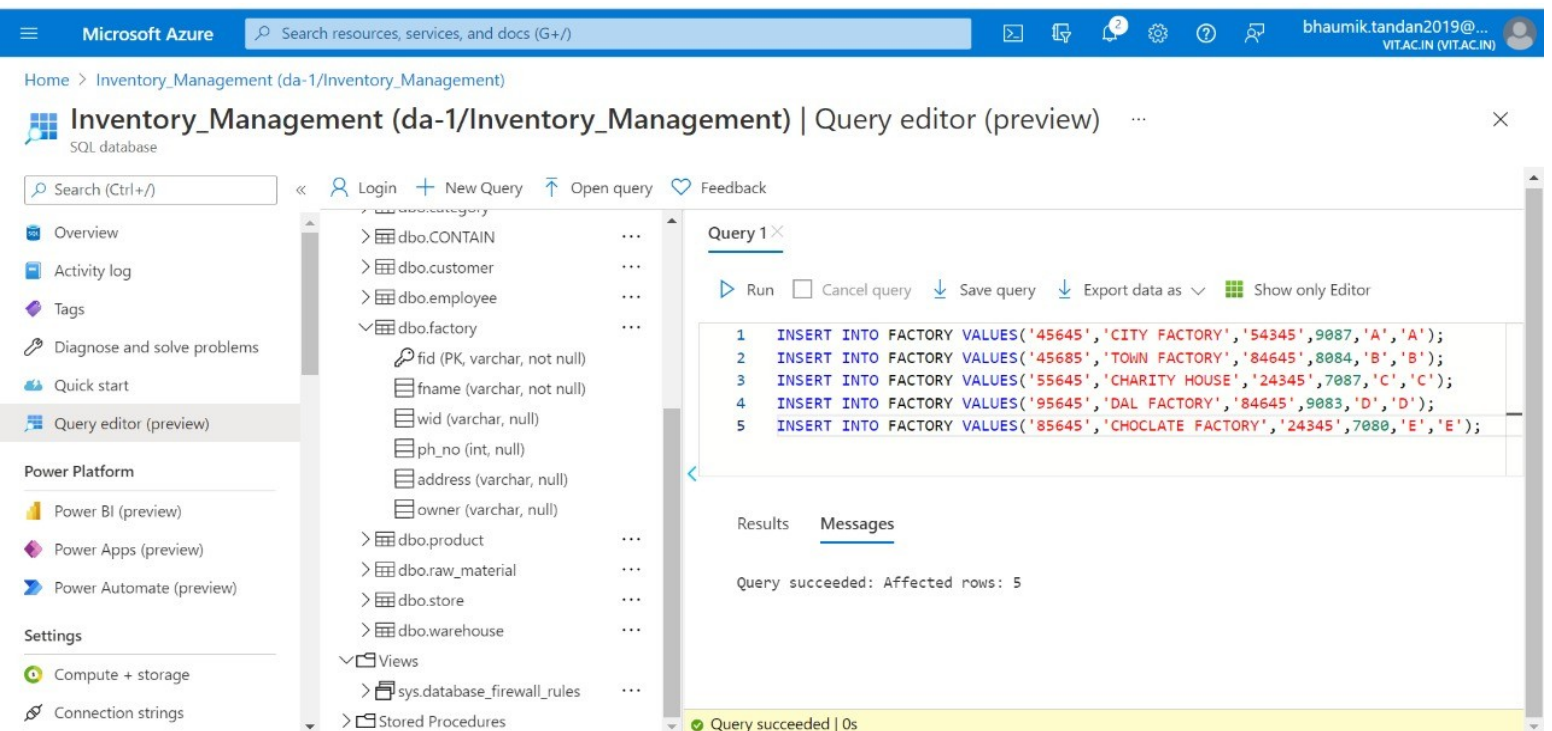 Microsoft Azure
Search resources, services, and docs (G+/)
2
bhaumik.tandan2019@...
VIT.AC.IN (VIT.AC.IN)
Home > Inventory_Management (da-1/Inventory_Management)
Inventory_Management (da-1/Inventory_Management) | Query editor (preview) ...
SQL database
Search (Ctrl+/)
«
Overview
Activity log
Tags
Diagnose and solve problems
Quick start
Query editor (preview)
Power Platform
Power BI (preview)
Power Apps (preview)
Power Automate (preview)
Settings
Compute + storage
Connection strings
Login
New Query
Open query
Feedback
dbo.category
dbo.CONTAIN ...
dbo.customer ...
dbo.employee ...
dbo.factory ...
fid (PK, varchar, not null)
fname (varchar, not null)
wid (varchar, null)
ph_no (int, null)
address (varchar, null)
owner (varchar, null)
dbo.product ...
dbo.raw_material ...
dbo.store ...
dbo.warehouse ...
Views
sys.database_firewall_rules ...
Stored Procedures
Query 1
Run Cancel query Save query Export data as Show only Editor
1 INSERT INTO FACTORY VALUES('45645','CITY FACTORY','54345',9087,'A','A');
2 INSERT INTO FACTORY VALUES('45685','TOWN FACTORY','84645',8084,'B','B');
3 INSERT INTO FACTORY VALUES('55645','CHARITY HOUSE','24345',7087,'C','C');
4 INSERT INTO FACTORY VALUES('95645','DAL FACTORY','84645',9083,'D','D');
5 INSERT INTO FACTORY VALUES('85645','CHOCLATE FACTORY','24345',7080,'E','E');
Results Messages
Query succeeded: Affected rows: 5
Query succeeded | 0s